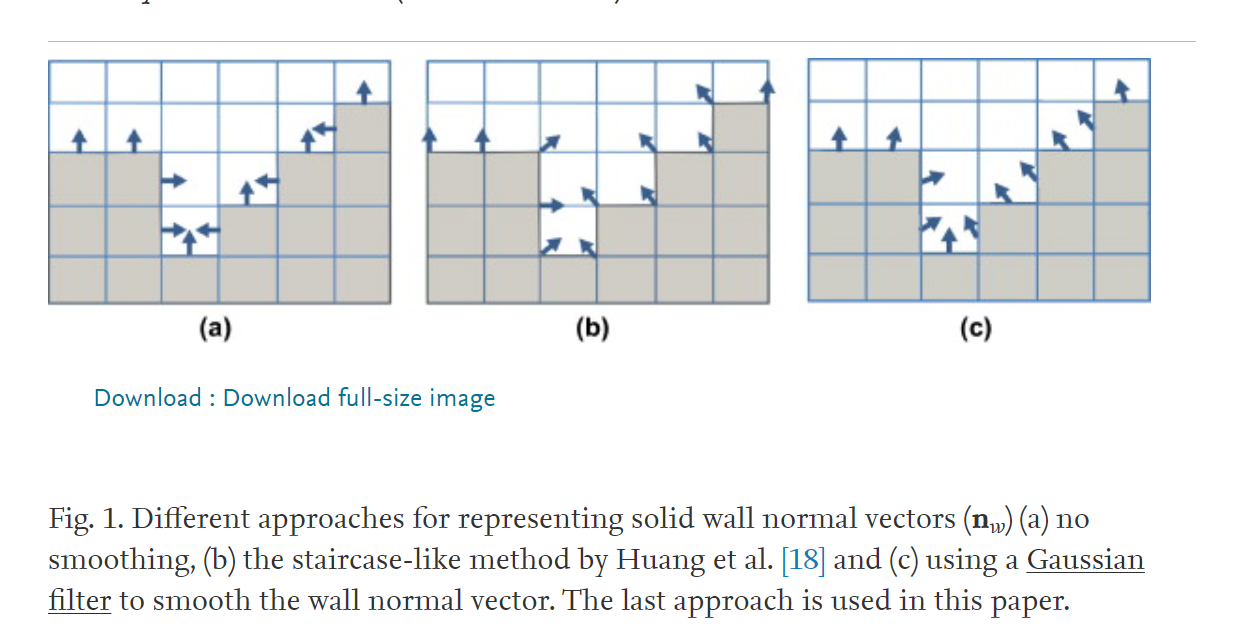 (a)
(b)
(c)
Download : Download full-size image
Fig. 1. Different approaches for representing solid wall normal vectors (nw) (a) no
smoothing, (b) the staircase-like method by Huang et al. [18] and (c) using a Gaussian
filter to smooth the wall normal vector. The last approach is used in this paper.